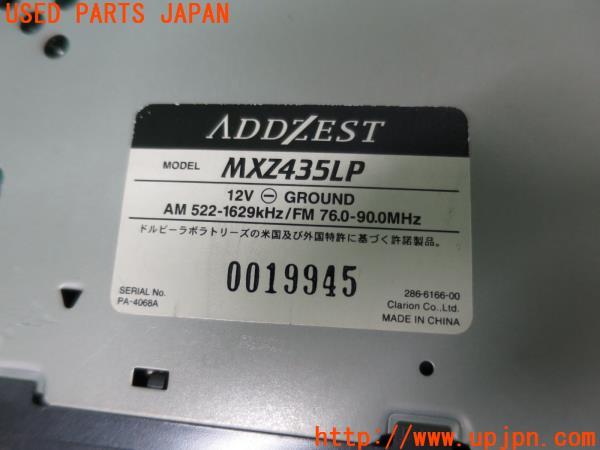 USED PARTS JAPAN
ADDZEST
MODEL MXZ435LP
12V ⊖ GROUND
AM 522-1629kHz/FM 76.0-90.0MHz
ドルビーラボラトリーズの米国及び外国特許に基づく許諾製品。
0019945
SERIAL No.
PA-4068A
286-6166-00
Clarion Co.,Ltd.
MADE IN CHINA
http://www.upjpn.com/